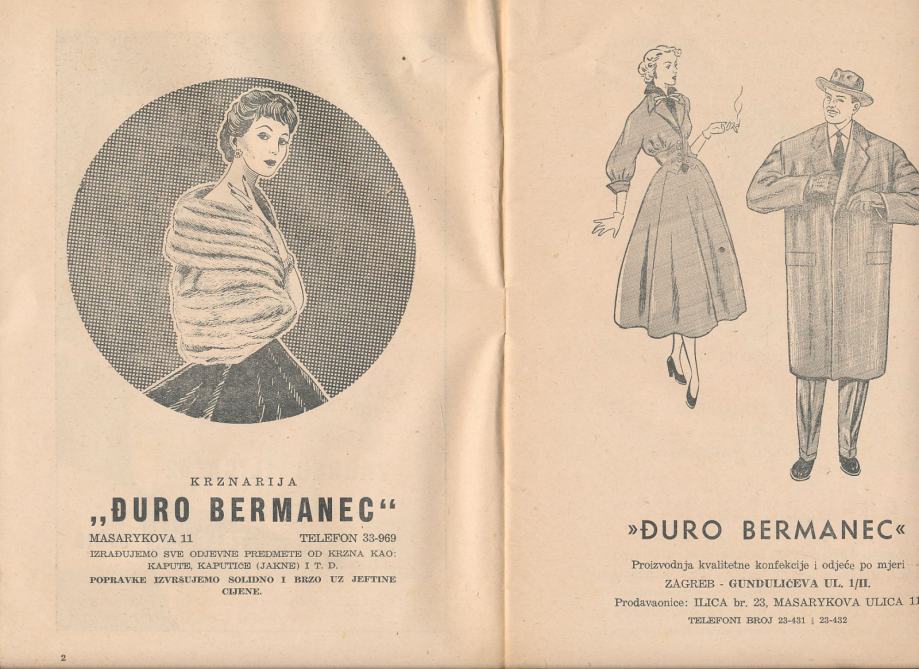 KRZNARIJA
„ĐURO BERMANEC“
MASARYKOVA 11 TELEFON 33-969
IZRAĐUJEMO SVE ODJEVNE PREDMETE OD KRZNA KAO:
KAPUTE, KAPUTIĆE (JAKNE) I T. D.
POPRAVKE IZVRŠUJEMO SOLIDNO I BRZO UZ JEFTINE
CIJENE.
2
»ĐURO BERMANEC«
Proizvodnja kvalitetne konfekcije i odjeće po mjeri
ZAGREB - GUNDULIĆEVA UL. 1/II.
Prodavaonice: ILICA br. 23, MASARYKOVA ULICA 11
TELEFONI BROJ 23-431 i 23-432